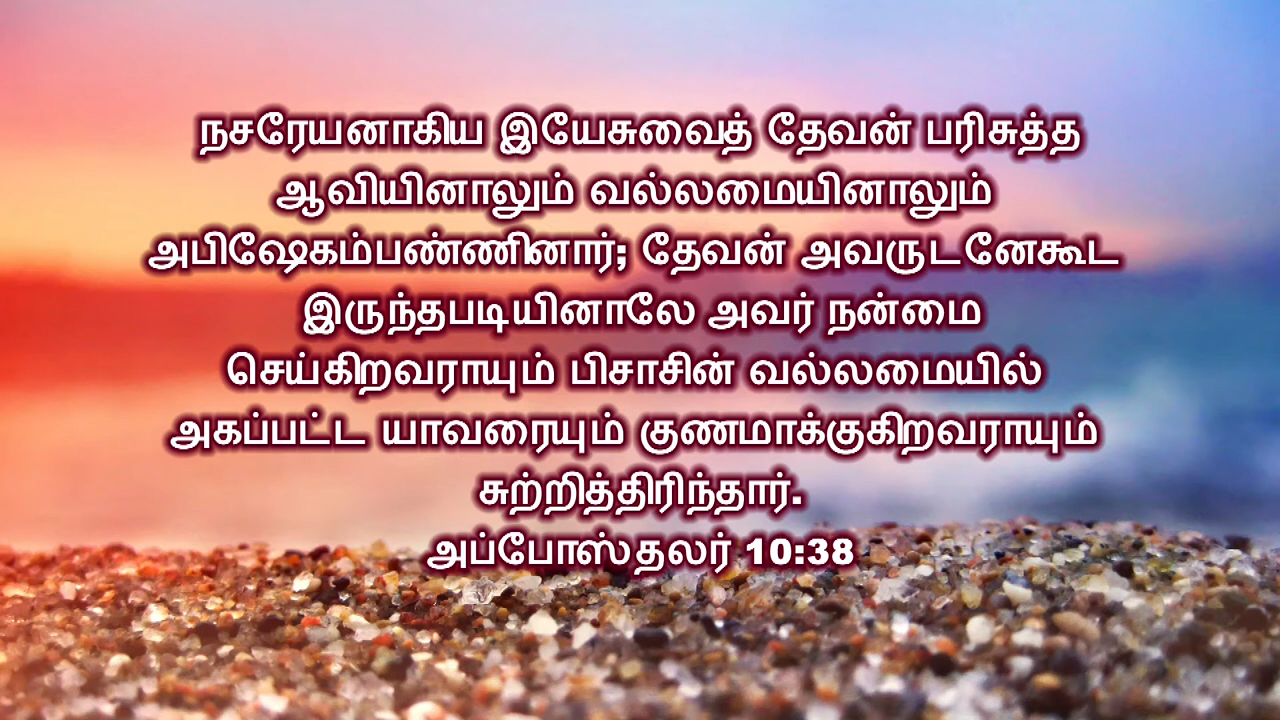 நசரேயனாகிய இயேசுவைத் தேவன் பரிசுத்த
ஆவியினாலும் வல்லமையினாலும்
அபிஷேகம்பண்ணினார்; தேவன் அவருடனேகூட
இருந்தபடியினாலே அவர் நன்மை
செய்கிறவராயும் பிசாசின் வல்லமையில்
அகப்பட்ட யாவரையும் குணமாக்குகிறவராயும்
சுற்றித்திரிந்தார்.
அப்போஸ்தலர் 10:38